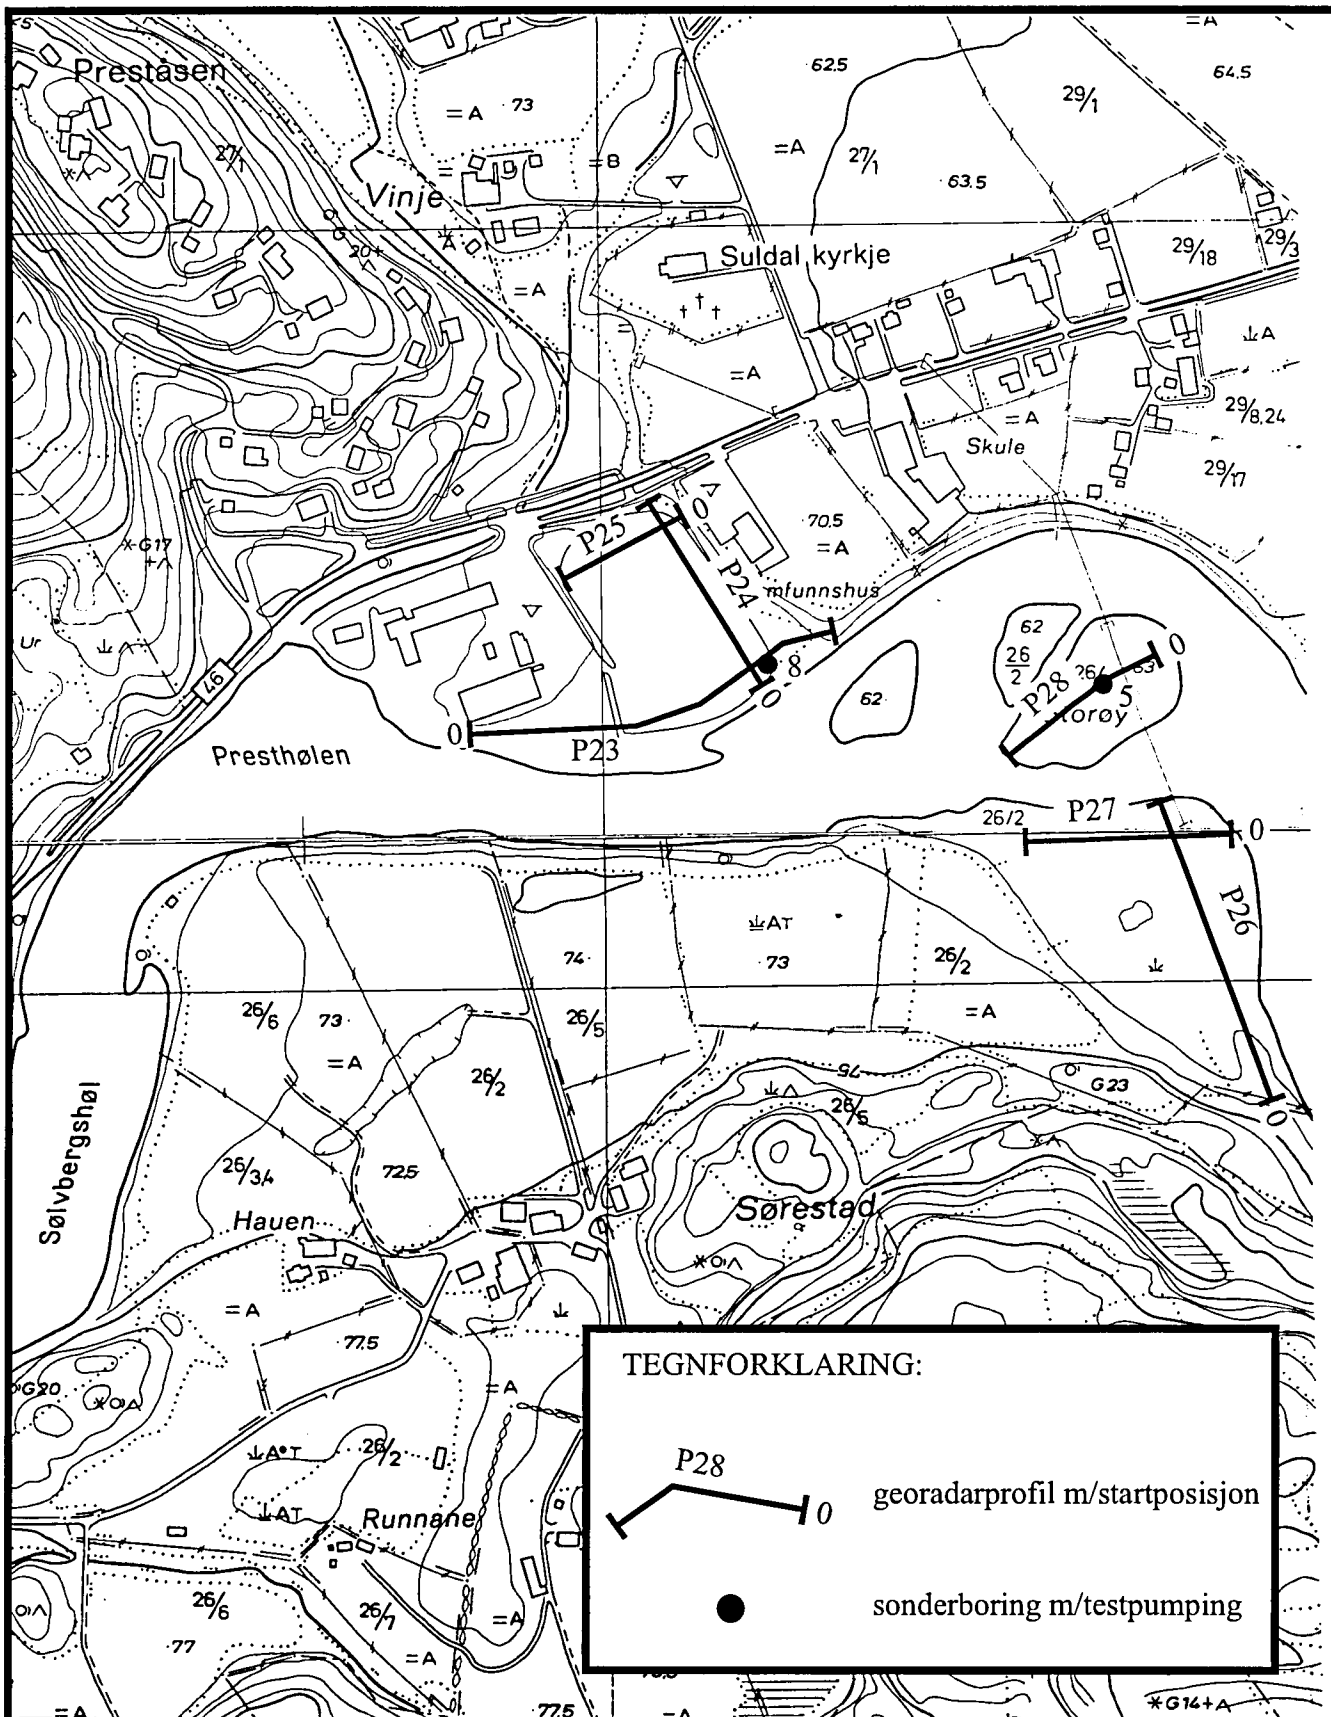 = A
Preståsen
62.5
64.5
= A
73
29/1
= A
27/1
= B
27/1
63.5
Vinje
29/18
29/3
Suldal kyrkje
20+
= A
= A
A
29/8,24
= A
Skule
29/17
70.5
= A
P25
0
P24
mfunnshus
G17
Ur
46
62
26/2
P28
63
0
5
orøy
8
0
62
0
P23
Presthølen
26/2
P27
0
P26
AT
74
73
26/2
26/6
73
26/5
= A
= A
26/2
75
G23
26/5
0
A
26/3,4
72.5
Sølvbergshøl
Hauen
Sørestad
= A
77.5
G20
= A
TEGNFORKLARING:
A•T
26/2
P28
0
georadarprofil m/startposisjon
AT
Runnane
sonderboring m/testpumping
26/6
26/7
= A
77
= A
= A
77.5
= A
*G14+A